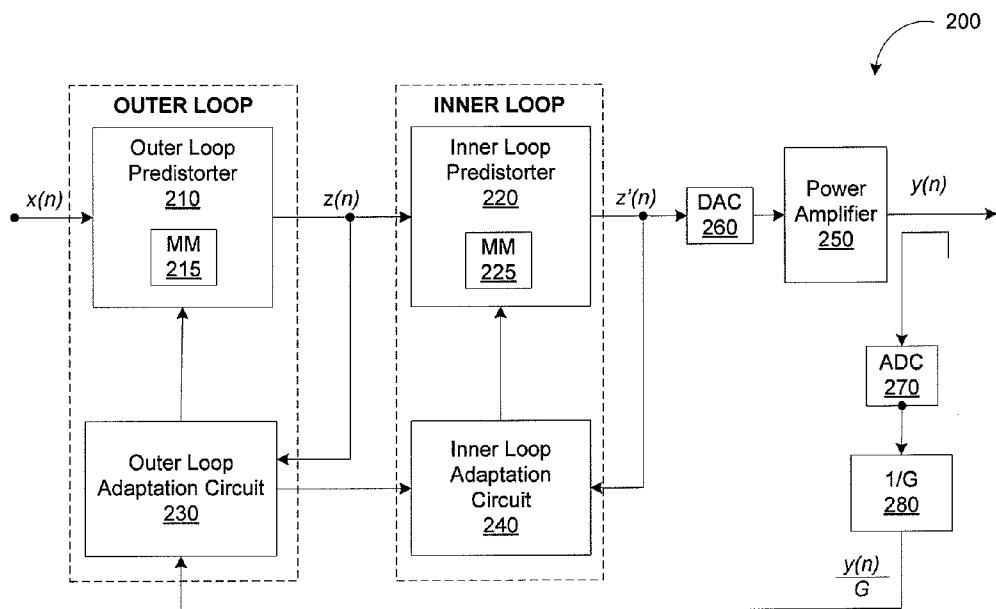 200
OUTER LOOP
INNER LOOP
x(n)
Outer Loop
Predistorter
210
MM
215
z(n)
Inner Loop
Predistorter
220
MM
225
z'(n)
DAC
260
Power
Amplifier
250
y(n)
ADC
270
Outer Loop
Adaptation Circuit
230
Inner Loop
Adaptation
Circuit
240
1/G
280
y(n)
G